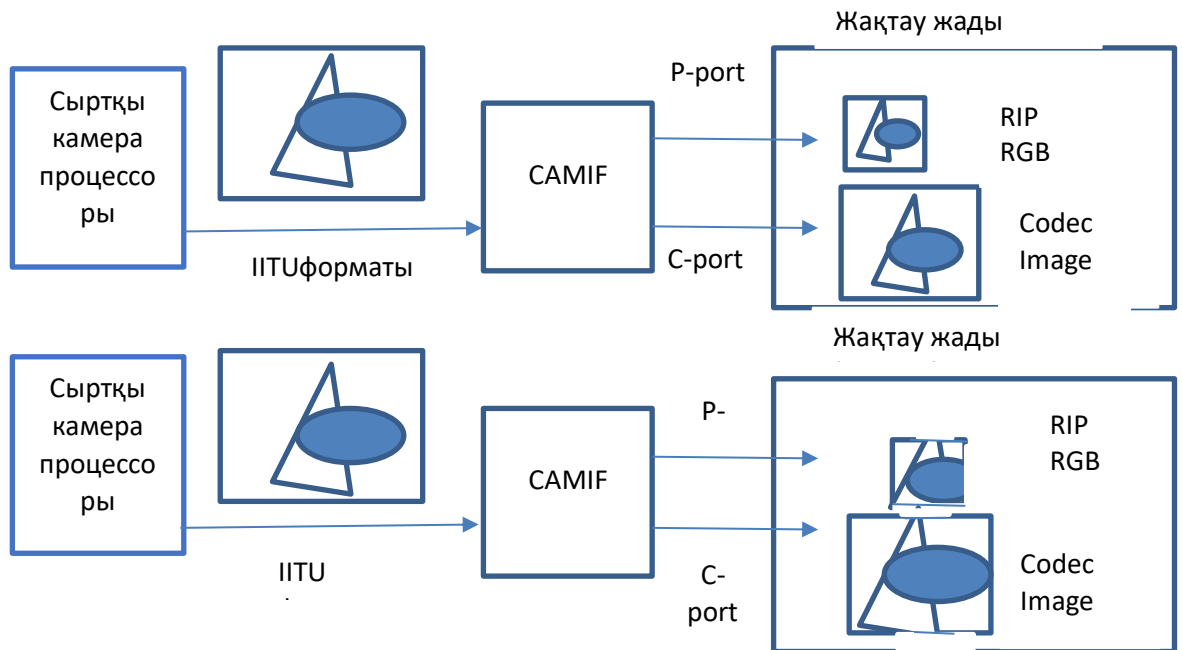 Жақтау жады
Сыртқы
камера
процессо
ры
IITUформаты
CAMIF
P-port
C-port
RIP
RGB
Codec
Image
Жақтау жады
Сыртқы
камера
процессо
ры
IITU
CAMIF
P-
C-
port
RIP
RGB
Codec
Image